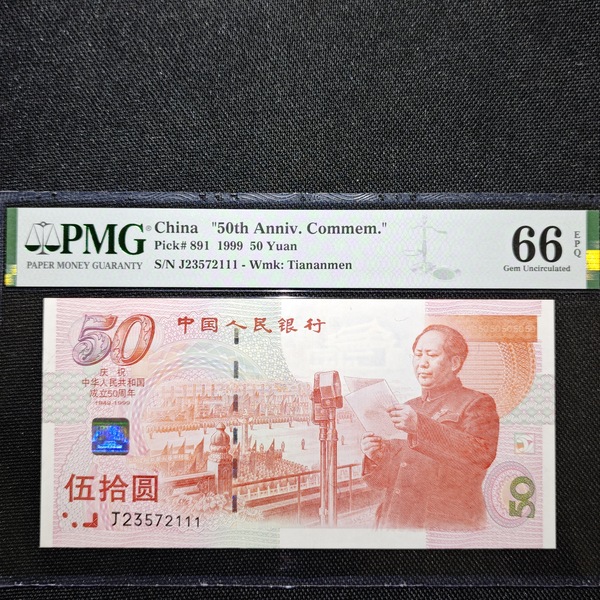 PMG®
PAPER MONEY GUARANTY
China "50th Anniv. Commem."
Pick# 891 1999 50 Yuan
S/N J23572111 - Wmk: Tiananmen
66
EPQ
Gem Uncirculated
50
中国人民银行
庆祝
中华人民共和国
成立50周年
1949-1999
伍拾圆
J23572111
50